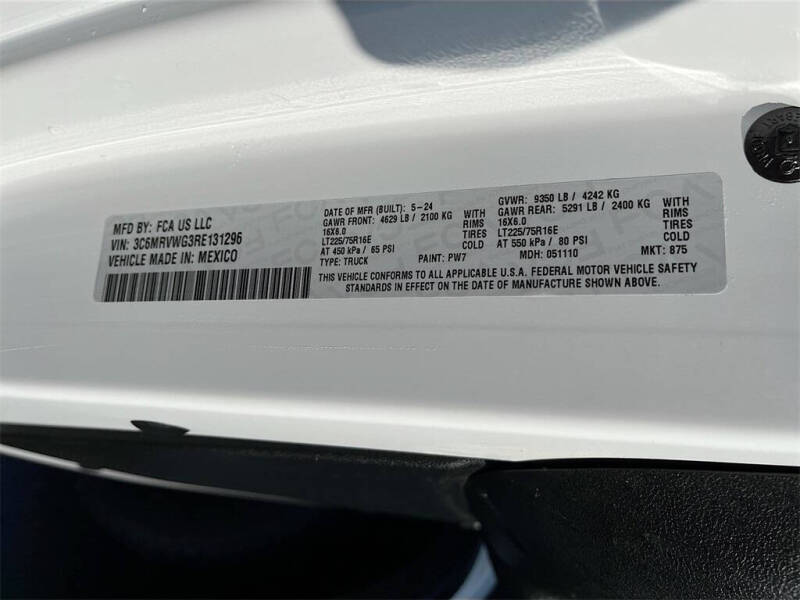 MFD BY: FCA US LLC
VIN: 3C6MRVWG3RE131296
VEHICLE MADE IN: MEXICO
DATE OF MFR (BUILT): 5-24
GAWR FRONT: 4629 LB / 2100 KG WITH
16X6.0 RIMS
LT225/75R16E TIRES
AT 450 kPa / 65 PSI COLD
TYPE: TRUCK PAINT: PW7
GVWR: 9350 LB / 4242 KG
GAWR REAR: 5291 LB / 2400 KG WITH
16X6.0 RIMS
LT225/75R16E TIRES
AT 550 kPa / 80 PSI COLD
MDH: 051110 MKT: 875
THIS VEHICLE CONFORMS TO ALL APPLICABLE U.S.A. FEDERAL MOTOR VEHICLE SAFETY
STANDARDS IN EFFECT ON THE DATE OF MANUFACTURE SHOWN ABOVE.